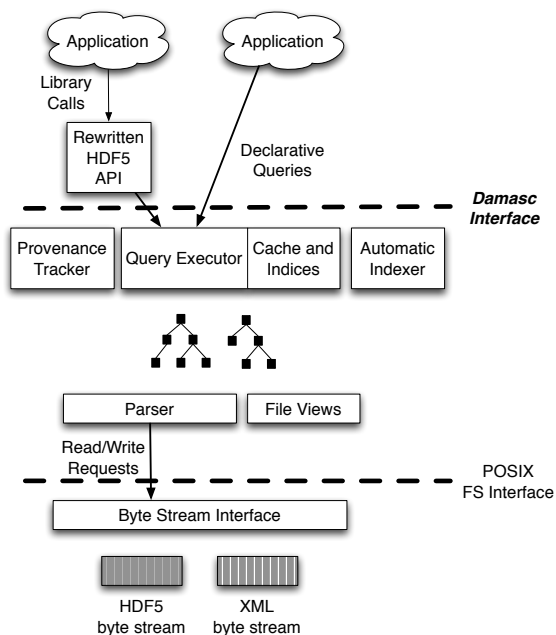 Application
Application
Library
Calls
Rewritten
HDF5
API
Declarative
Queries
Damasc
Interface
Provenance
Tracker
Query Executor
Cache and
Indices
Automatic
Indexer
Parser
File Views
Read/Write
Requests
POSIX
FS Interface
Byte Stream Interface
HDF5
byte stream
XML
byte stream